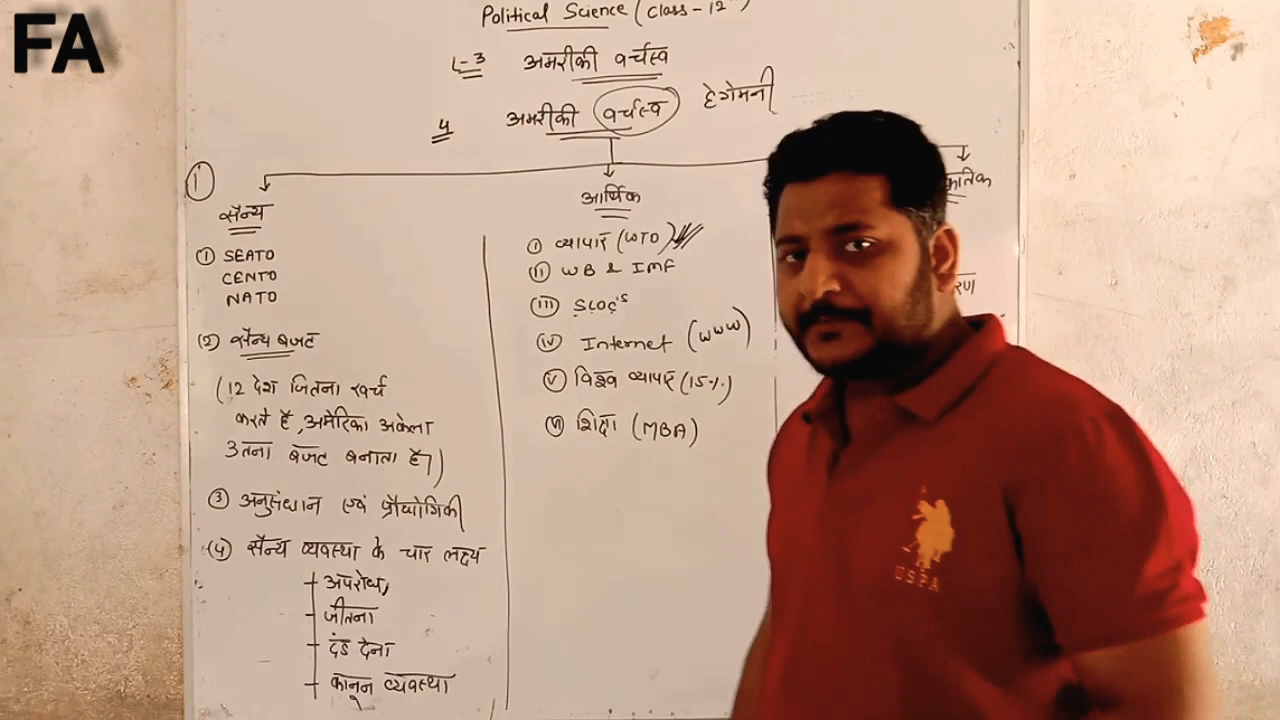 FA
Political Science (Class-12
L-3 अमरीकी वर्चस्व
4 अमरीकी वर्चस्व हेगेमनी
1
सैन्य
① SEATO
CENTO
NATO
(2) सैन्य बजट
(12 देश जितना खर्च
करते हैं, अमेरिका अकेला
उतना बजट बनाता है।)
③ अनुसंधान एवं प्रौद्योगिकी
(4) सैन्य व्यवस्था के चार लक्ष्य
अपरोध,
जीतना
दंड देना
कानून व्यवस्था
आर्थिक
(i) व्यापार (WTO)
(ii) WB & IMF
(iii) SLOC's
(iv) Internet (WWW)
(v) विश्व व्यापार (15%)
(vi) शिक्षा (MBA)
USPA